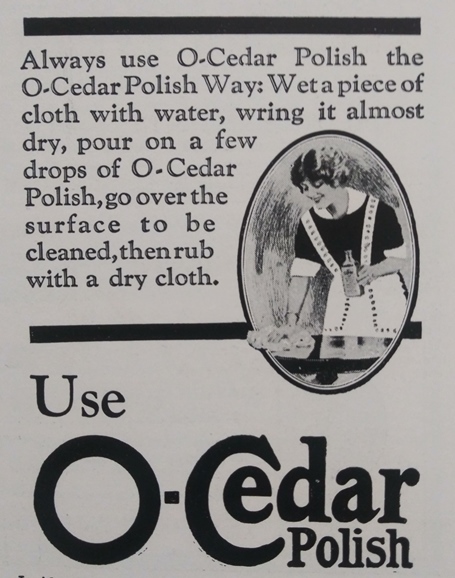 Always use O-Cedar Polish the
O-Cedar Polish Way: Wet a piece of
cloth with water, wring it almost
dry, pour on a few
drops of O-Cedar
Polish, go over the
surface to be
cleaned, then rub
with a dry cloth.
Use
O-Cedar
Polish